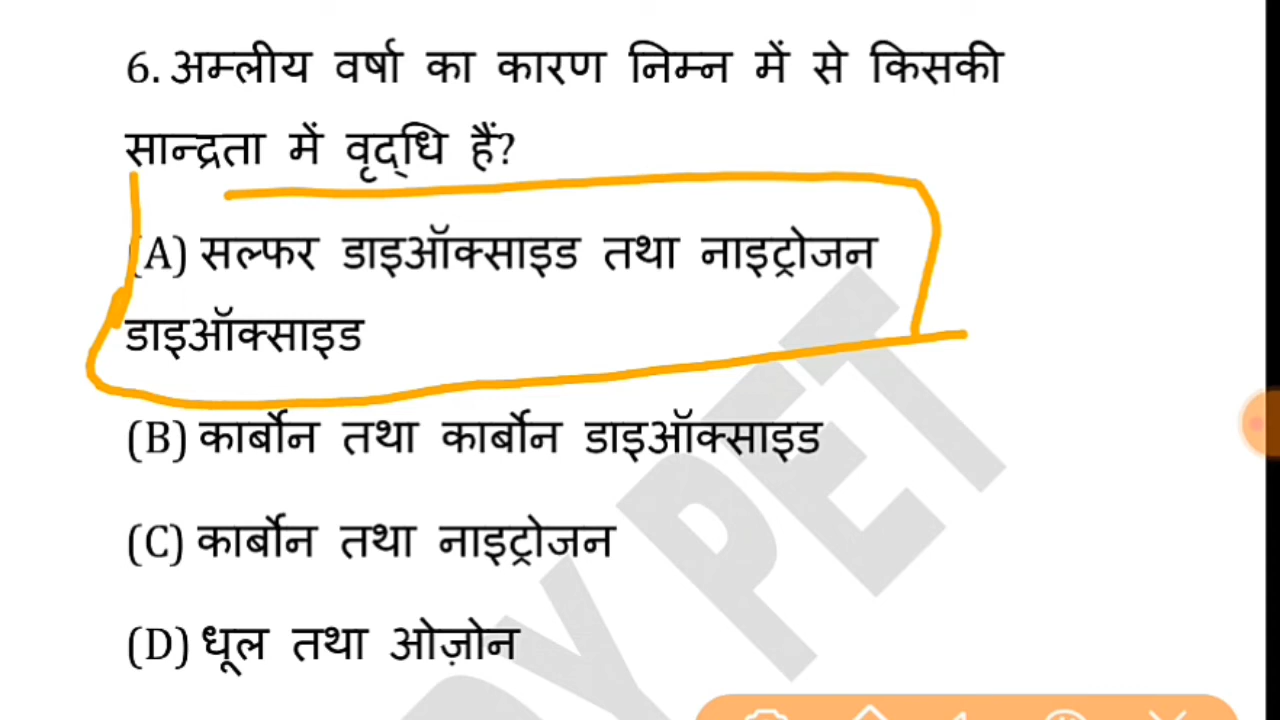 6. अम्लीय वर्षा का कारण निम्न में से किसकी
सान्द्रता में वृद्धि हैं?
(A) सल्फर डाइऑक्साइड तथा नाइट्रोजन
डाइऑक्साइड
(B) कार्बोन तथा कार्बोन डाइऑक्साइड
(C) कार्बोन तथा नाइट्रोजन
(D) धूल तथा ओज़ोन